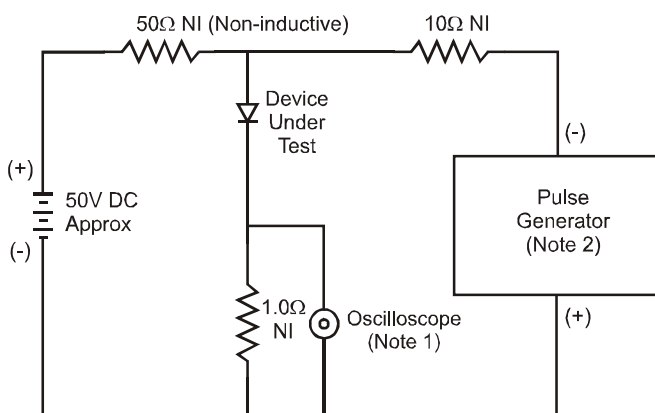 50Ω NI (Non-inductive)
10Ω NI
Device
Under
Test
(+)
50V DC
Approx
(-)
(-)
Pulse
Generator
(Note 2)
(+)
1.0Ω
NI
Oscilloscope
(Note 1)